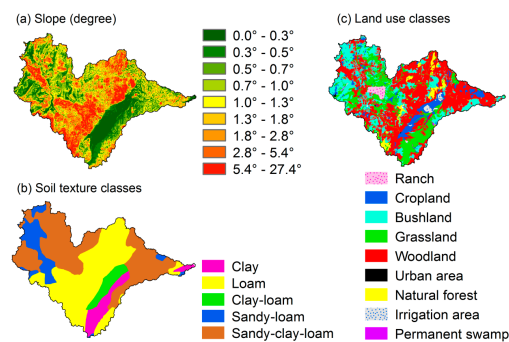 (a) Slope (degree)
0.0° - 0.3°
0.3° - 0.5°
0.5° - 0.7°
0.7° - 1.0°
1.0° - 1.3°
1.3° - 1.8°
1.8° - 2.8°
2.8° - 5.4°
5.4° - 27.4°
(b) Soil texture classes
Clay
Loam
Clay-loam
Sandy-loam
Sandy-clay-loam
(c) Land use classes
Ranch
Cropland
Bushland
Grassland
Woodland
Urban area
Natural forest
Irrigation area
Permanent swamp